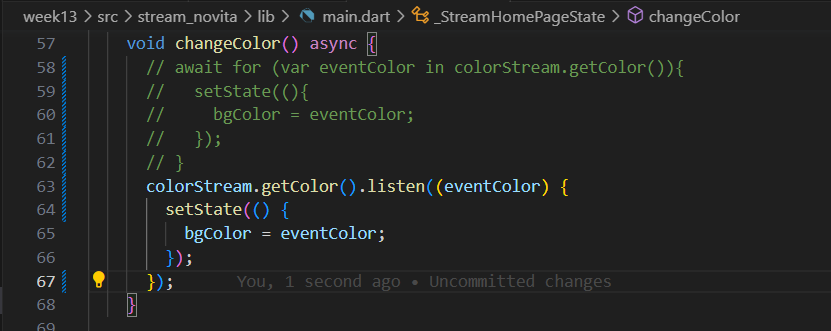 week13 > src > stream_novita > lib > main.dart > _StreamHomePageState > changeColor
57 void changeColor() async {
58 // await for (var eventColor in colorStream.getColor()){
59 //   setState((){
60 //     bgColor = eventColor;
61 //   });
62 // }
63 colorStream.getColor().listen((eventColor) {
64 setState(() {
65 bgColor = eventColor;
66 });
67 }); You, 1 second ago • Uncommitted changes
68 }
69